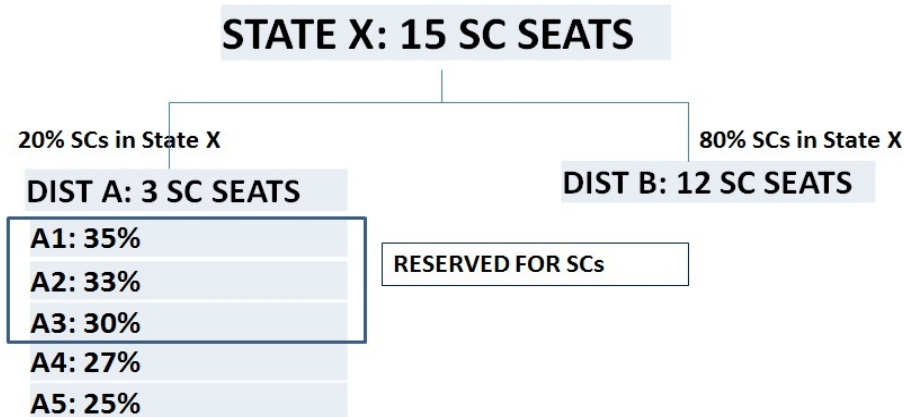 STATE X: 15 SC SEATS
20% SCs in State X
80% SCs in State X
DIST A: 3 SC SEATS
DIST B: 12 SC SEATS
A1: 35%
A2: 33%
RESERVED FOR SCs
A3: 30%
A4: 27%
A5: 25%